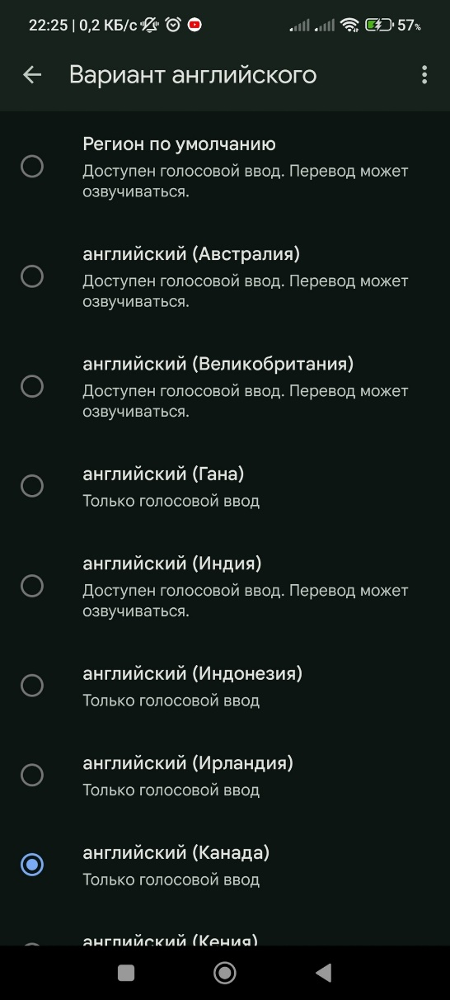 22:25 | 0,2 КБ/с 57%
Вариант английского
Регион по умолчанию
Доступен голосовой ввод. Перевод может
озвучиваться.
английский (Австралия)
Доступен голосовой ввод. Перевод может
озвучиваться.
английский (Великобритания)
Доступен голосовой ввод. Перевод может
озвучиваться.
английский (Гана)
Только голосовой ввод
английский (Индия)
Доступен голосовой ввод. Перевод может
озвучиваться.
английский (Индонезия)
Только голосовой ввод
английский (Ирландия)
Только голосовой ввод
английский (Канада)
Только голосовой ввод
английский (Кения)